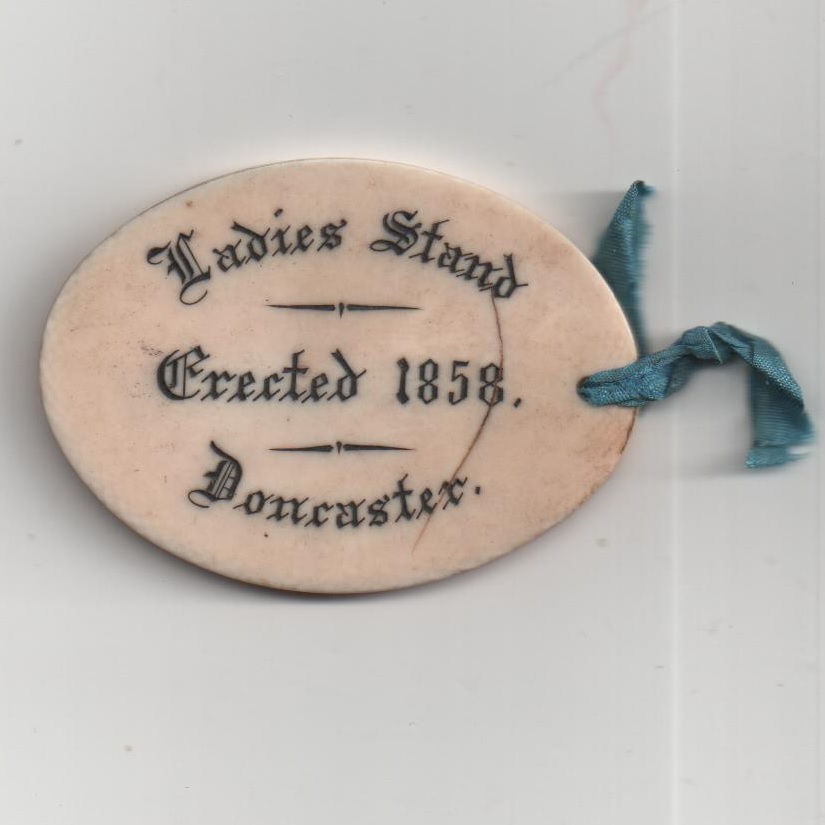 Ladies Stand
Erected 1858.
Doncaster.